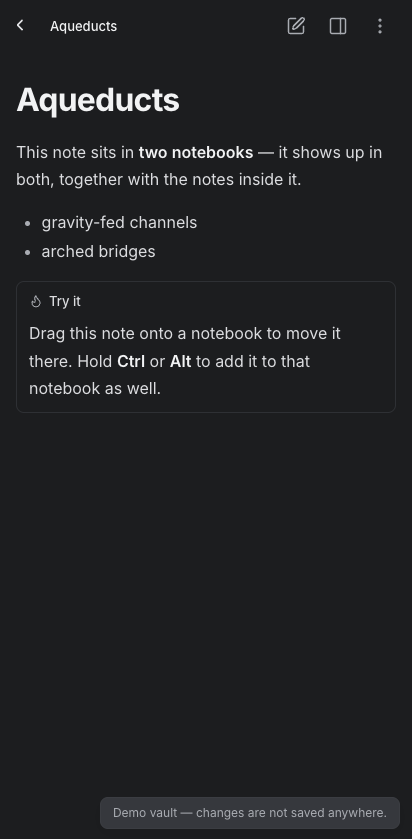 Aqueducts
Aqueducts
This note sits in two notebooks — it shows up in
both, together with the notes inside it.
• gravity-fed channels
• arched bridges
Try it
Drag this note onto a notebook to move it
there. Hold Ctrl or Alt to add it to that
notebook as well.
Demo vault — changes are not saved anywhere.